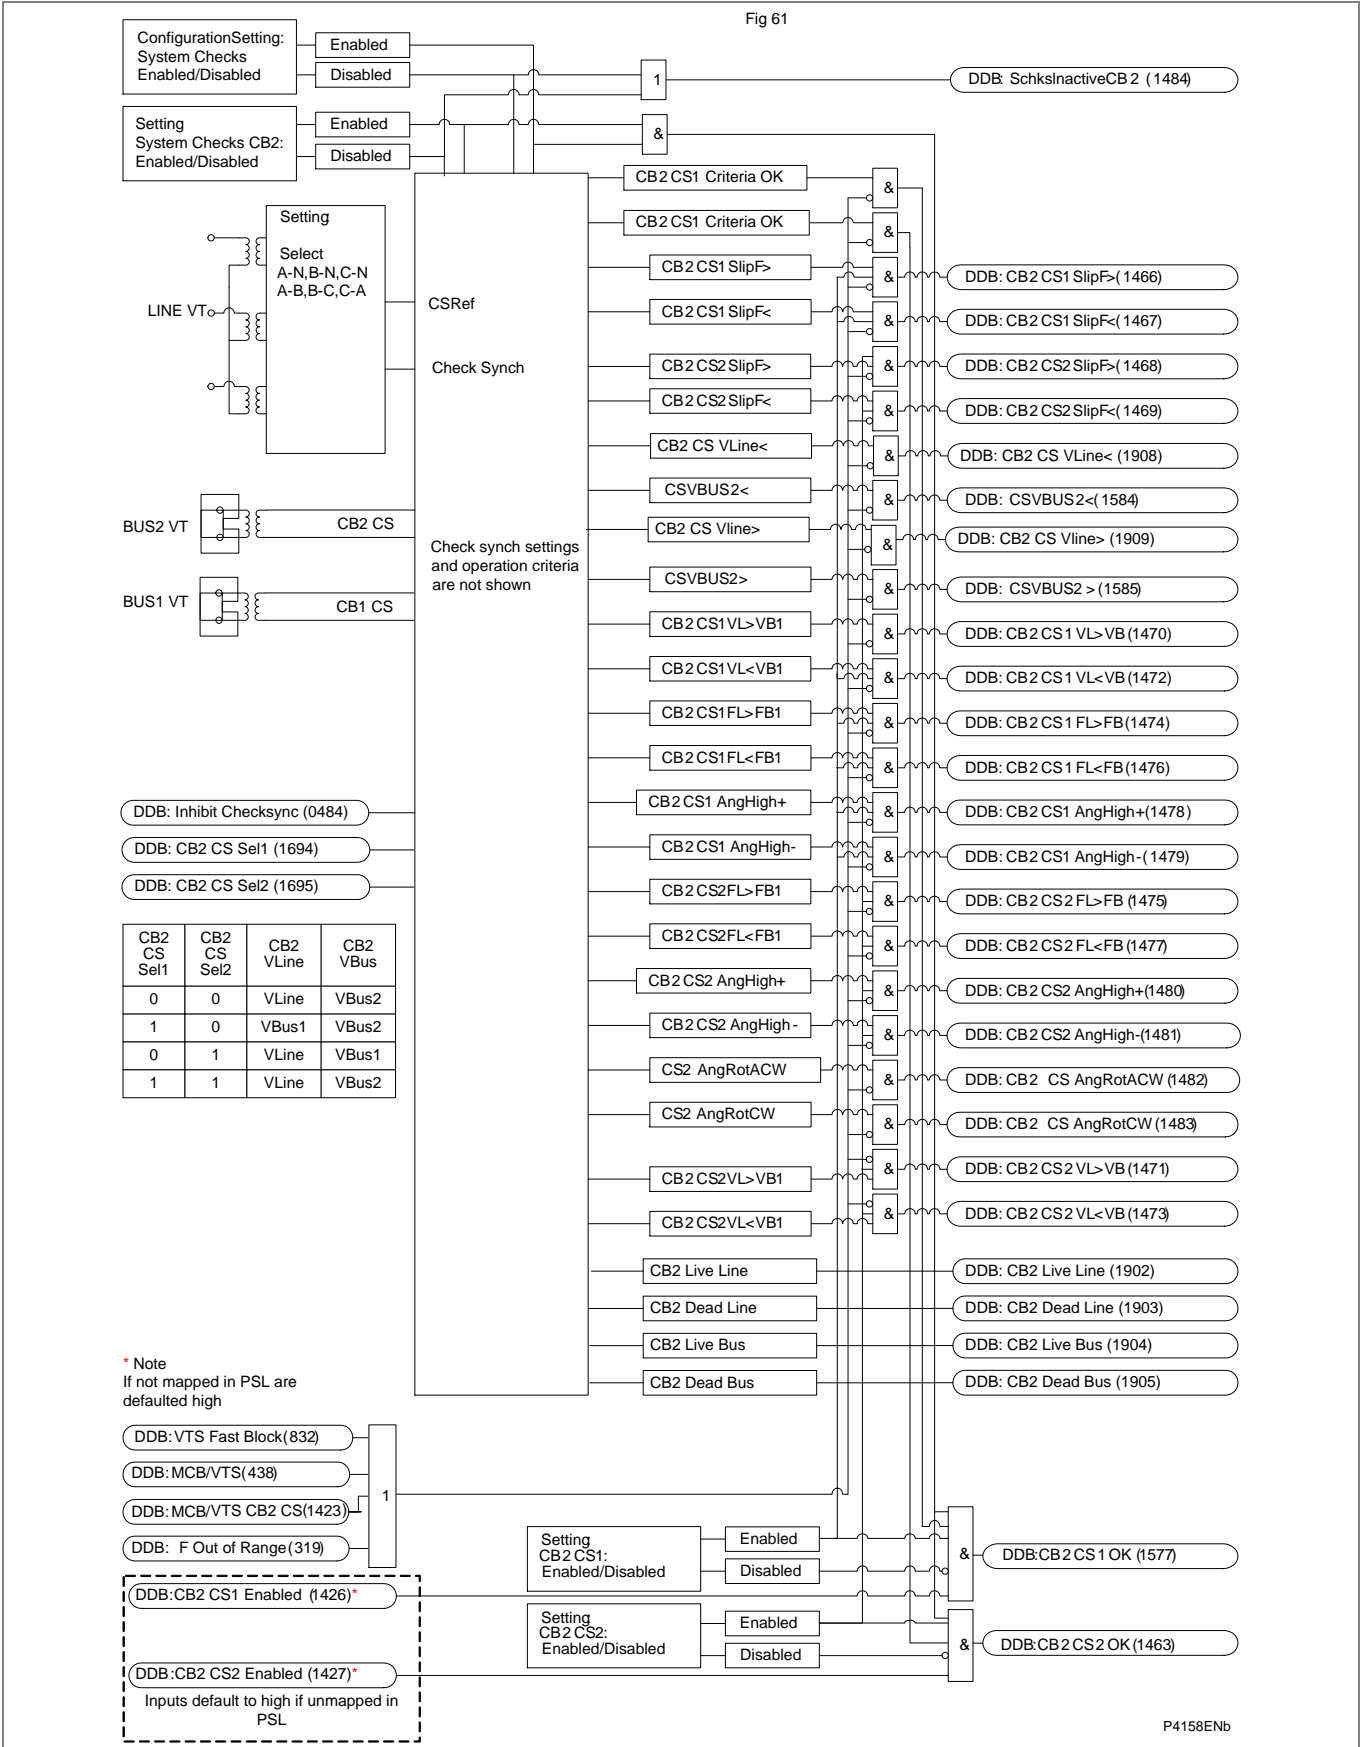 Fig 61
ConfigurationSetting:
System Checks
Enabled/Disabled
Enabled
Disabled
1
DDB: SchksInactiveCB 2 (1484)
Setting
System Checks CB2:
Enabled/Disabled
Enabled
Disabled
&
Setting
Select
A-N,B-N,C-N
A-B,B-C,C-A
LINE VT
CSRef
Check Synch
BUS2 VT
CB2 CS
BUS1 VT
CB1 CS
Check synch settings
and operation criteria
are not shown
CB2 CS1 Criteria OK
&
CB2 CS1 Criteria OK
&
CB2 CS1 SlipF>
&
DDB: CB2 CS1 SlipF>(1466)
CB2 CS1 SlipF<
&
DDB: CB2 CS1 SlipF<(1467)
CB2 CS2 SlipF>
&
DDB: CB2 CS2 SlipF>(1468)
CB2 CS2 SlipF<
&
DDB: CB2 CS2 SlipF<(1469)
CB2 CS VLine<
&
DDB: CB2 CS VLine< (1908)
CSVBUS2<
&
DDB: CSVBUS2<(1584)
CB2 CS Vline>
&
DDB: CB2 CS Vline> (1909)
CSVBUS2>
&
DDB: CSVBUS2 >(1585)
CB2 CS1VL>VB1
&
DDB: CB2 CS1 VL>VB (1470)
CB2 CS1VL<VB1
&
DDB: CB2 CS1 VL<VB (1472)
CB2 CS1FL>FB1
&
DDB: CB2 CS1 FL>FB (1474)
CB2 CS1FL<FB1
&
DDB: CB2 CS1 FL<FB (1476)
CB2 CS1 AngHigh+
&
DDB: CB2 CS1 AngHigh+(1478)
CB2 CS1 AngHigh-
&
DDB: CB2 CS1 AngHigh-(1479)
CB2 CS2FL>FB1
&
DDB: CB2 CS2 FL>FB (1475)
CB2 CS2FL<FB1
&
DDB: CB2 CS2 FL<FB (1477)
CB2 CS2 AngHigh+
&
DDB: CB2 CS2 AngHigh+(1480)
CB2 CS2 AngHigh-
&
DDB: CB2 CS2 AngHigh-(1481)
CS2 AngRotACW
&
DDB: CB2 CS AngRotACW (1482)
CS2 AngRotCW
&
DDB: CB2 CS AngRotCW (1483)
CB2 CS2VL>VB1
&
DDB: CB2 CS2 VL>VB (1471)
CB2 CS2VL<VB1
&
DDB: CB2 CS2 VL<VB (1473)
CB2 Live Line
DDB: CB2 Live Line (1902)
CB2 Dead Line
DDB: CB2 Dead Line (1903)
CB2 Live Bus
DDB: CB2 Live Bus (1904)
CB2 Dead Bus
DDB: CB2 Dead Bus (1905)
DDB: Inhibit Checksync (0484)
DDB: CB2 CS Sel1 (1694)
DDB: CB2 CS Sel2 (1695)
CB2 CS Sel1 CB2 CS Sel2 CB2 VLine CB2 VBus
0 0 VLine VBus2
1 0 VBus1 VBus2
0 1 VLine VBus1
1 1 VLine VBus2
* Note
If not mapped in PSL are
defaulted high
DDB: VTS Fast Block(832)
DDB: MCB/VTS(438)
DDB: MCB/VTS CB2 CS(1423)
DDB: F Out of Range(319)
1
DDB:CB2 CS1 Enabled (1426)*
DDB:CB2 CS2 Enabled (1427)*
Inputs default to high if unmapped in
PSL
Setting
CB2 CS1:
Enabled/Disabled
Enabled
Disabled
&
DDB:CB2 CS1 OK (1577)
Setting
CB2 CS2:
Enabled/Disabled
Enabled
Disabled
&
DDB:CB2 CS2 OK (1463)
P4158ENb